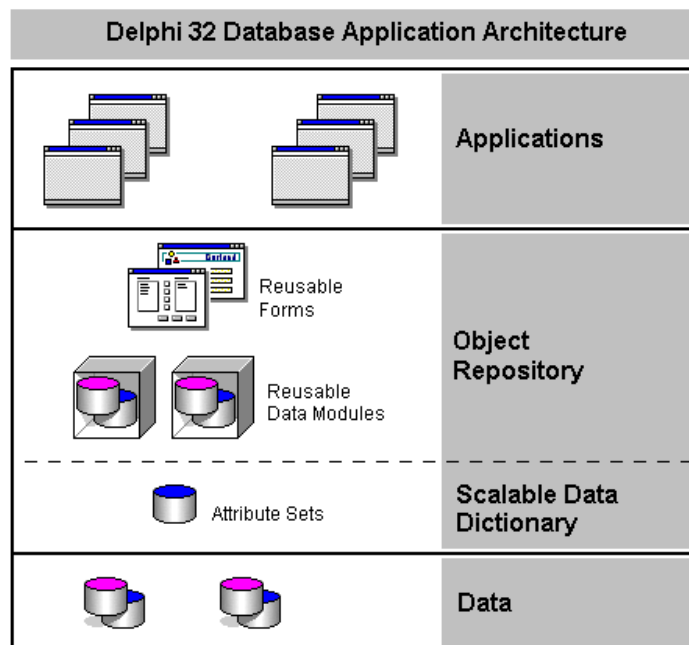 Delphi 32 Database Application Architecture
Applications
Borland
Reusable
Forms
Object
Repository
Reusable
Data Modules
Scalable Data
Dictionary
Attribute Sets
Data